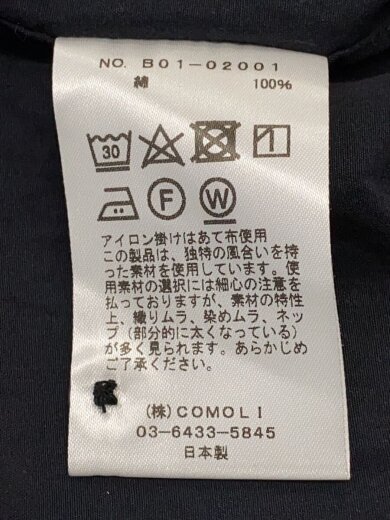 NO. B01-02001
綿 100%
30
F W
アイロン掛けはあて布使用
この製品は、独特の風合いを持
った素材を使用しています。使
用素材の選択には細心の注意を
払っておりますが、素材の特性
上、織りムラ、染めムラ、ネッ
プ(部分的に太くなっている)
が多く見られます。あらかじめ
ご了承ください。
(株)COMOLI
03-6433-5845
日本製